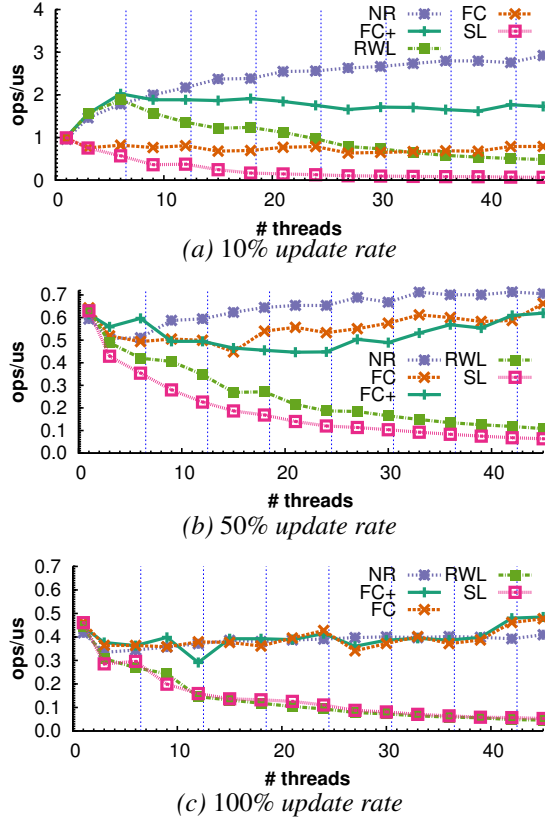 NR FC
FC+ SL
RWL
ops/us
4
3
2
1
0
0 10 20 30 40
# threads
(a) 10% update rate
NR RWL
FC SL
FC+
ops/us
0.7
0.6
0.5
0.4
0.3
0.2
0.1
0.0
0 10 20 30 40
# threads
(b) 50% update rate
NR RWL
FC+ SL
FC
ops/us
0.7
0.6
0.5
0.4
0.3
0.2
0.1
0.0
0 10 20 30 40
# threads
(c) 100% update rate